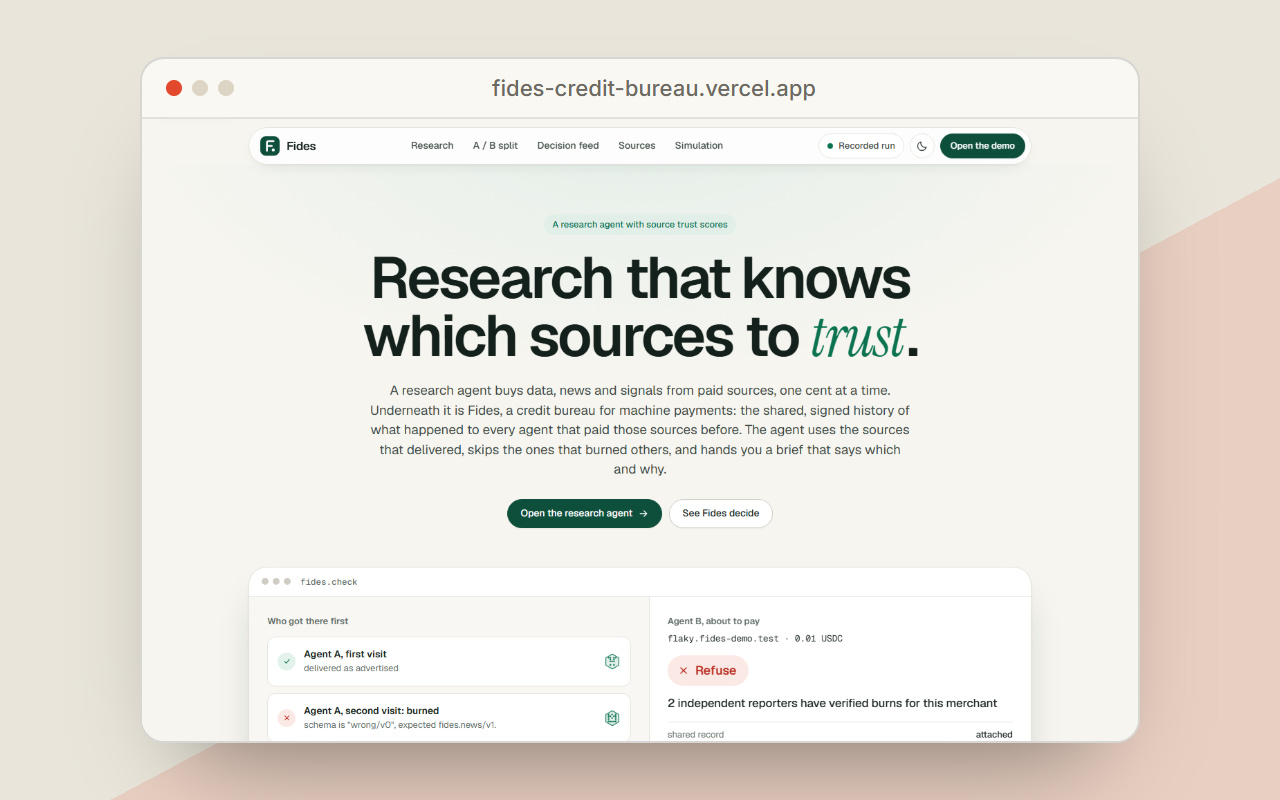 fides-credit-bureau.vercel.app
Fides
Research
A / B split
Decision feed
Sources
Simulation
Recorded run
Open the demo
A research agent with source trust scores
Research that knows
which sources to trust.
A research agent buys data, news and signals from paid sources, one cent at a time.
Underneath it is Fides, a credit bureau for machine payments: the shared, signed history of
what happened to every agent that paid those sources before. The agent uses the sources
that delivered, skips the ones that burned others, and hands you a brief that says which
and why.
Open the research agent →
See Fides decide
fides.check
Who got there first
Agent A, first visit
delivered as advertised
Agent A, second visit: burned
schema is "wrong/v0", expected fides.news/v1.
Agent B, about to pay
flaky.fides-demo.test · 0.01 USDC
× Refuse
2 independent reporters have verified burns for this merchant
shared record
attached